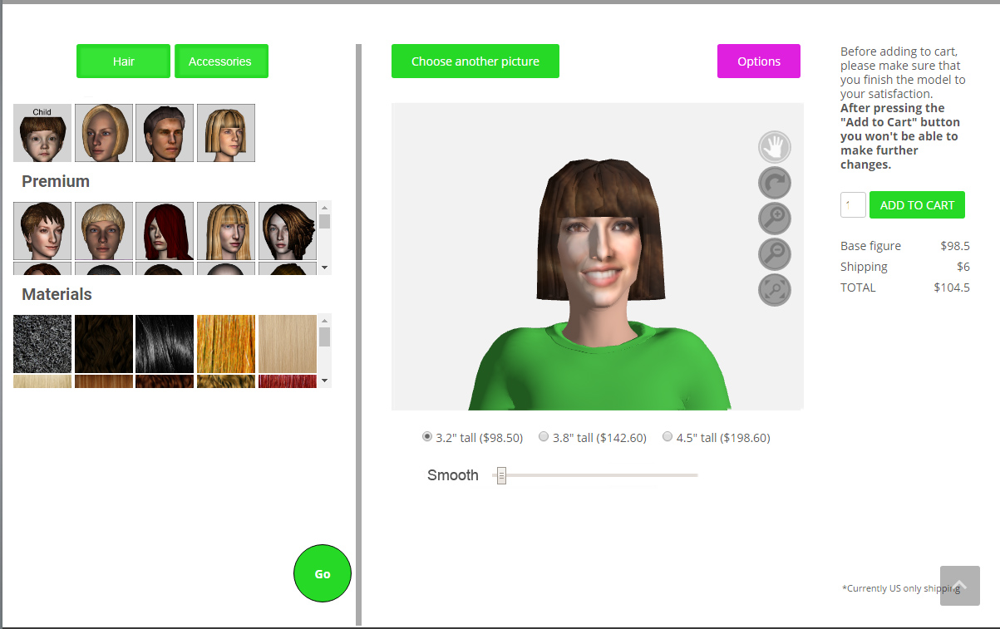 Hair
Accessories
Child
Premium
Materials
Go
Choose another picture
Options
3.2" tall ($98.50)
3.8" tall ($142.60)
4.5" tall ($198.60)
Smooth
Before adding to cart,
please make sure that
you finish the model to
your satisfaction.
After pressing the
"Add to Cart" button
you won't be able to
make further
changes.
1
ADD TO CART
Base figure $98.5
Shipping $6
TOTAL $104.5
*Currently US only shipping